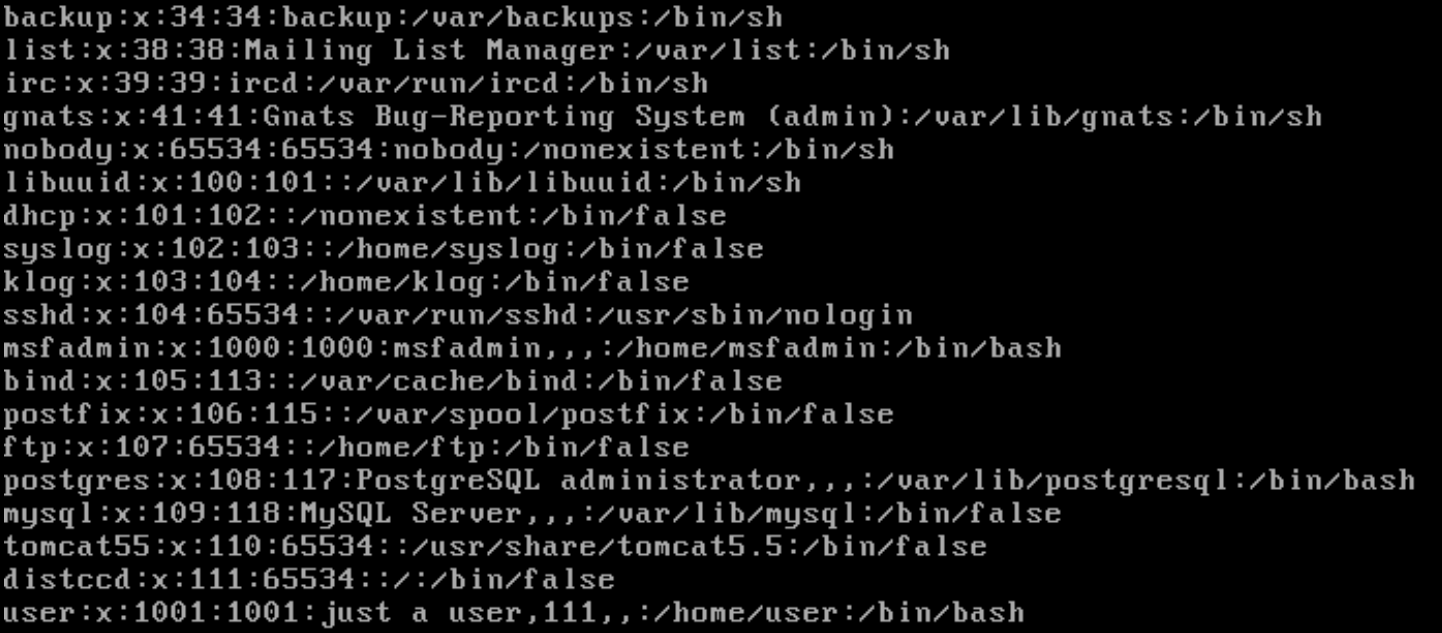 backup:x:34:34:backup:/var/backups:/bin/sh
list:x:38:38:Mailing List Manager:/var/list:/bin/sh
irc:x:39:39:ircd:/var/run/ircd:/bin/sh
gnats:x:41:41:Gnats Bug-Reporting System (admin):/var/lib/gnats:/bin/sh
nobody:x:65534:65534:nobody:/nonexistent:/bin/sh
libuuid:x:100:101::/var/lib/libuuid:/bin/sh
dhcp:x:101:102::/nonexistent:/bin/false
syslog:x:102:103::/home/syslog:/bin/false
klog:x:103:104::/home/klog:/bin/false
sshd:x:104:65534::/var/run/sshd:/usr/sbin/nologin
msfadmin:x:1000:1000:msfadmin,,,:/home/msfadmin:/bin/bash
bind:x:105:113::/var/cache/bind:/bin/false
postfix:x:106:115::/var/spool/postfix:/bin/false
ftp:x:107:65534::/home/ftp:/bin/false
postgres:x:108:117:PostgreSQL administrator,,,:/var/lib/postgresql:/bin/bash
mysql:x:109:118:MySQL Server,,,:/var/lib/mysql:/bin/false
tomcat55:x:110:65534::/usr/share/tomcat5.5:/bin/false
distccd:x:111:65534::/:/bin/false
user:x:1001:1001:just a user,111,,:/home/user:/bin/bash